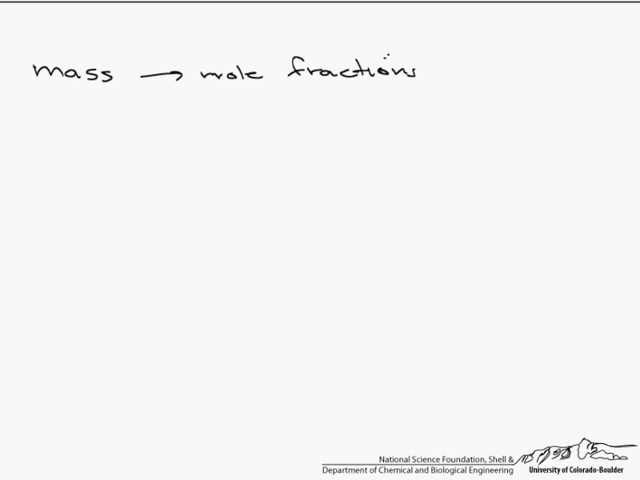 mass → mole fractions
National Science Foundation, Shell &
Department of Chemical and Biological Engineering
University of Colorado-Boulder